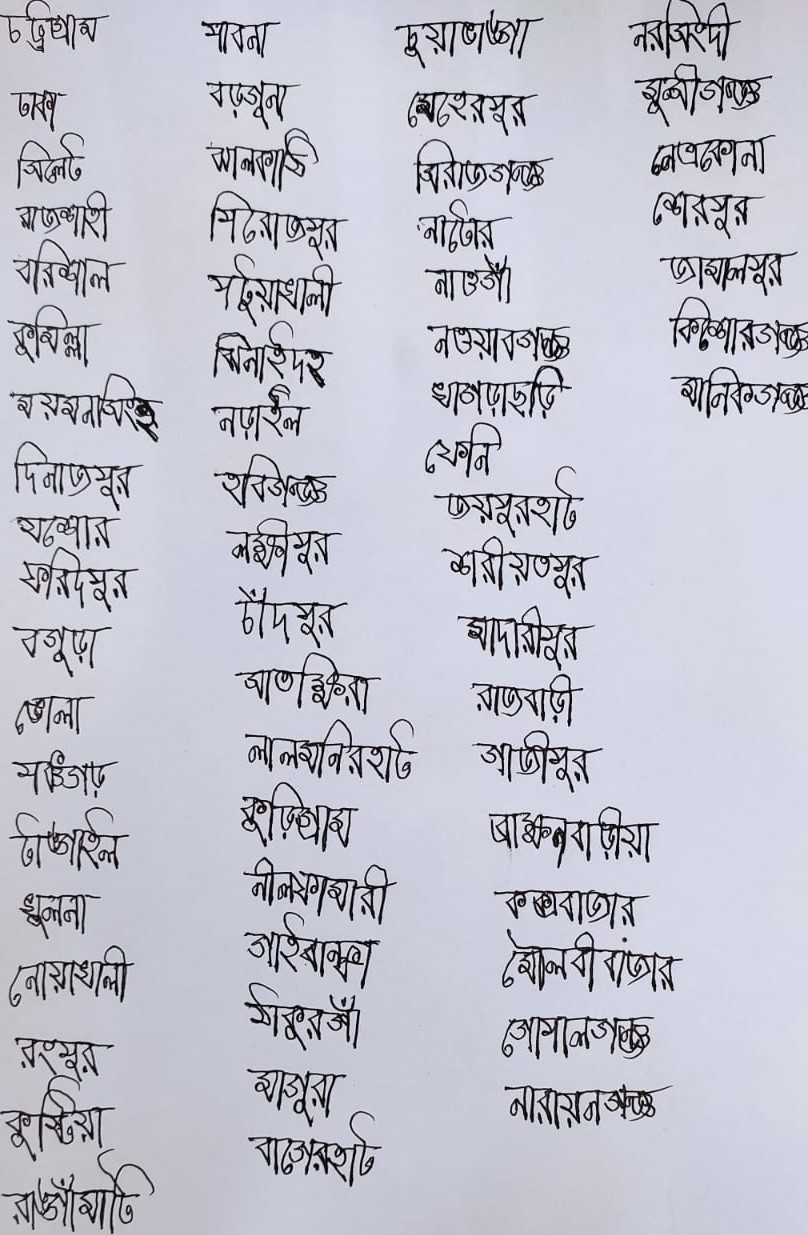 চট্টগ্রাম
ঢাকা
সিলেট
রাজশাহী
বরিশাল
কুমিল্লা
ময়মনসিংহ
দিনাজপুর
যশোর
ফরিদপুর
বগুড়া
ভোলা
পঞ্চগড়
টাঙ্গাইল
খুলনা
নোয়াখালী
রংপুর
কুষ্টিয়া
রাঙ্গাঁমাটি
পাবনা
বড়গুনা
ঝালকাঠি
পিরোজপুর
পটুয়াখালী
ঝিনাইদহ
নড়াইল
হবিগঞ্জ
লক্ষ্মীপুর
চাঁদপুর
সাতক্ষিরা
লালমনিরহাট
কুড়িগ্রাম
নীলফামারী
গাইবান্ধা
ঠাকুরগাঁ
মাগুরা
বাগেরহাট
চুয়াডাঙ্গা
মেহেরপুর
সিরাজগঞ্জ
নাটোর
নাওগাঁ
নওয়াবগঞ্জ
খাগড়াছড়ি
ফেনি
জয়পুরহাট
শরীয়তপুর
মাদারীপুর
রাজবাড়ী
গাজীপুর
ব্রাহ্মনবাড়ীয়া
কক্সবাজার
মৌলবীবাজার
গোপালগঞ্জ
নারায়নগঞ্জ
নরসিংদী
মুন্সীগঞ্জ
নেত্রকোনা
শেরপুর
জামালপুর
কিশোরগঞ্জ
মানিকগঞ্জ